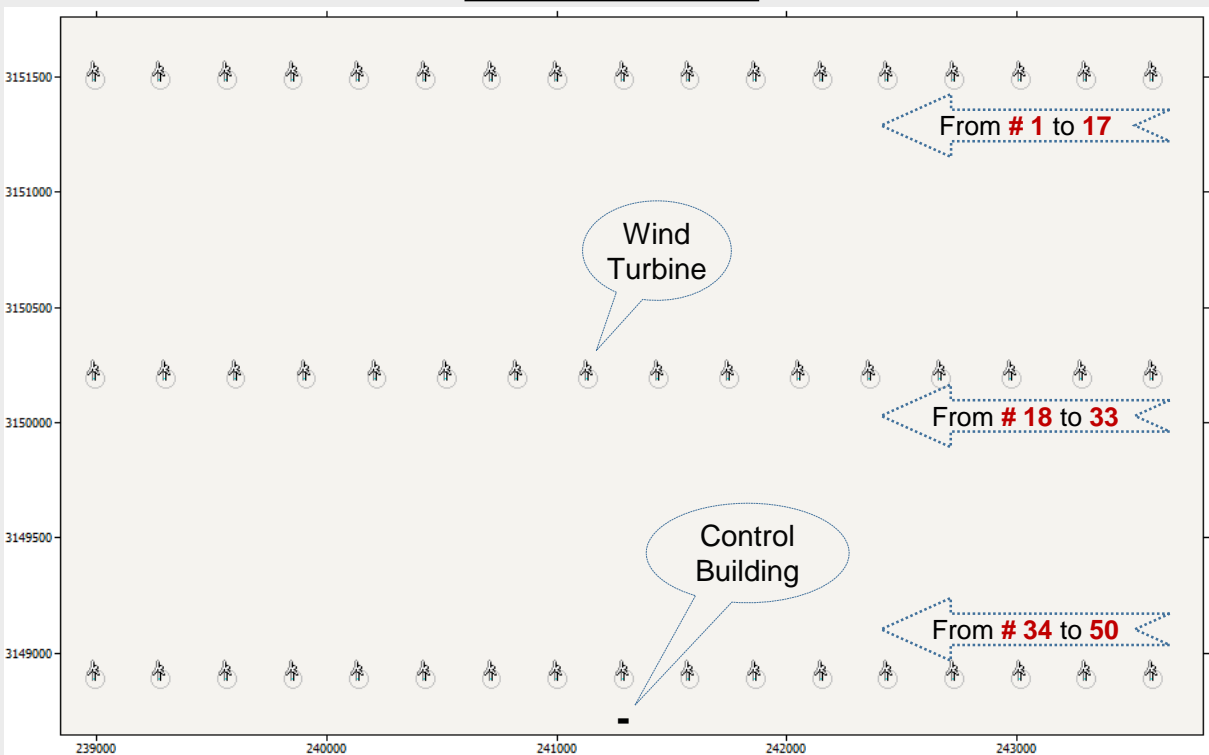 3151500
From # 1 to 17
3151000
Wind
Turbine
3150500
From # 18 to 33
3150000
3149500
Control
Building
From # 34 to 50
3149000
239000
240000
241000
242000
243000